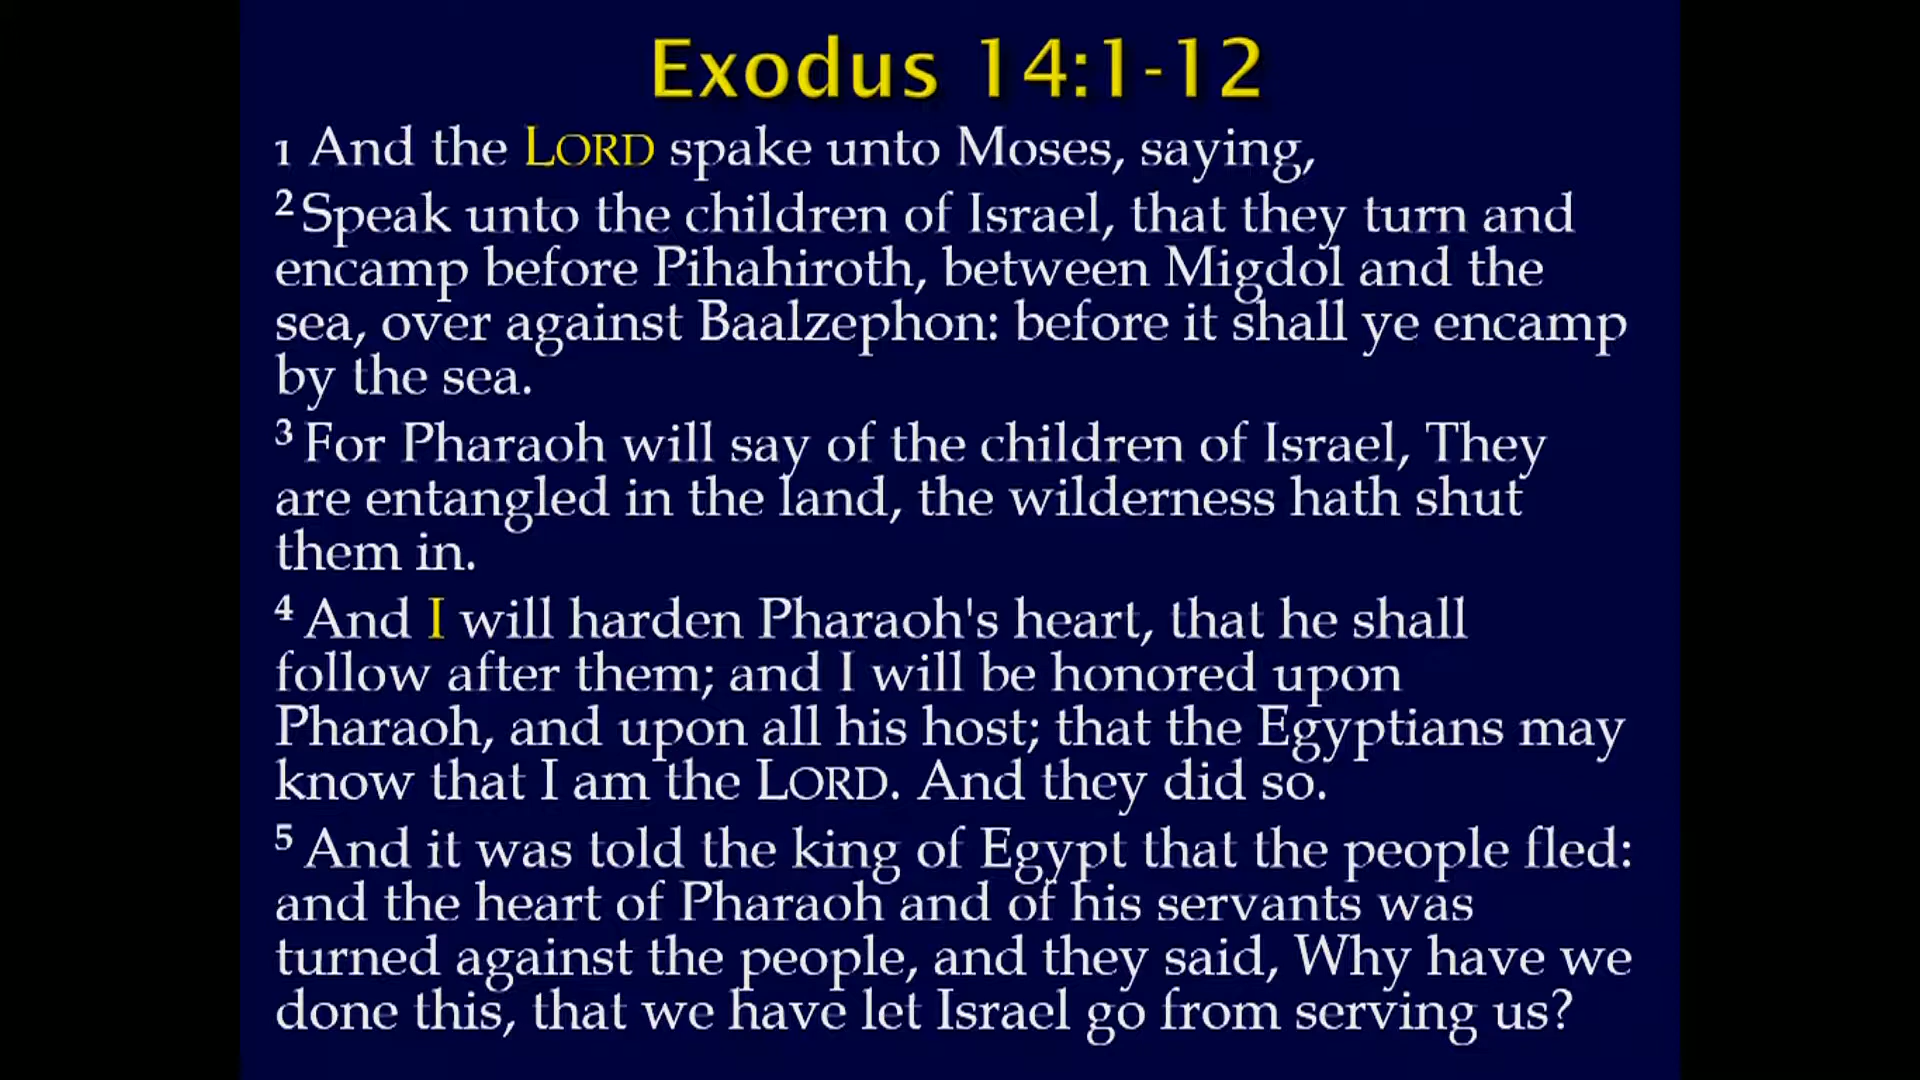 Exodus 14:1-12
1 And the LORD spake unto Moses, saying,
2 Speak unto the children of Israel, that they turn and
encamp before Pihahiroth, between Migdol and the
sea, over against Baalzephon: before it shall ye encamp
by the sea.
3 For Pharaoh will say of the children of Israel, They
are entangled in the land, the wilderness hath shut
them in.
4 And I will harden Pharaoh's heart, that he shall
follow after them; and I will be honored upon
Pharaoh, and upon all his host; that the Egyptians may
know that I am the LORD. And they did so.
5 And it was told the king of Egypt that the people fled:
and the heart of Pharaoh and of his servants was
turned against the people, and they said, Why have we
done this, that we have let Israel go from serving us?